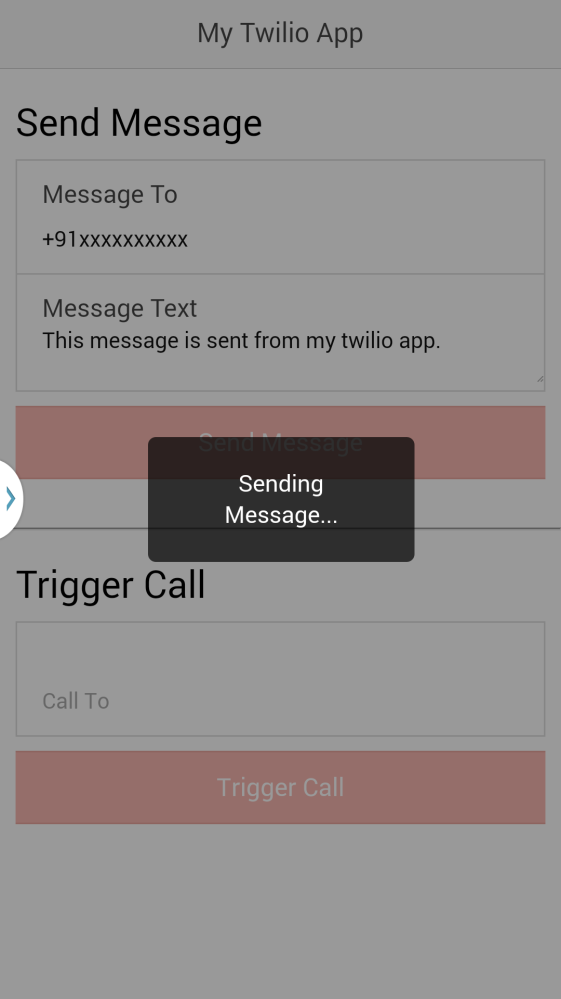 My Twilio App
Send Message
Message To
+91xxxxxxxxxx
Message Text
This message is sent from my twilio app.
Send Message
Sending
Message...
Trigger Call
Call To
Trigger Call